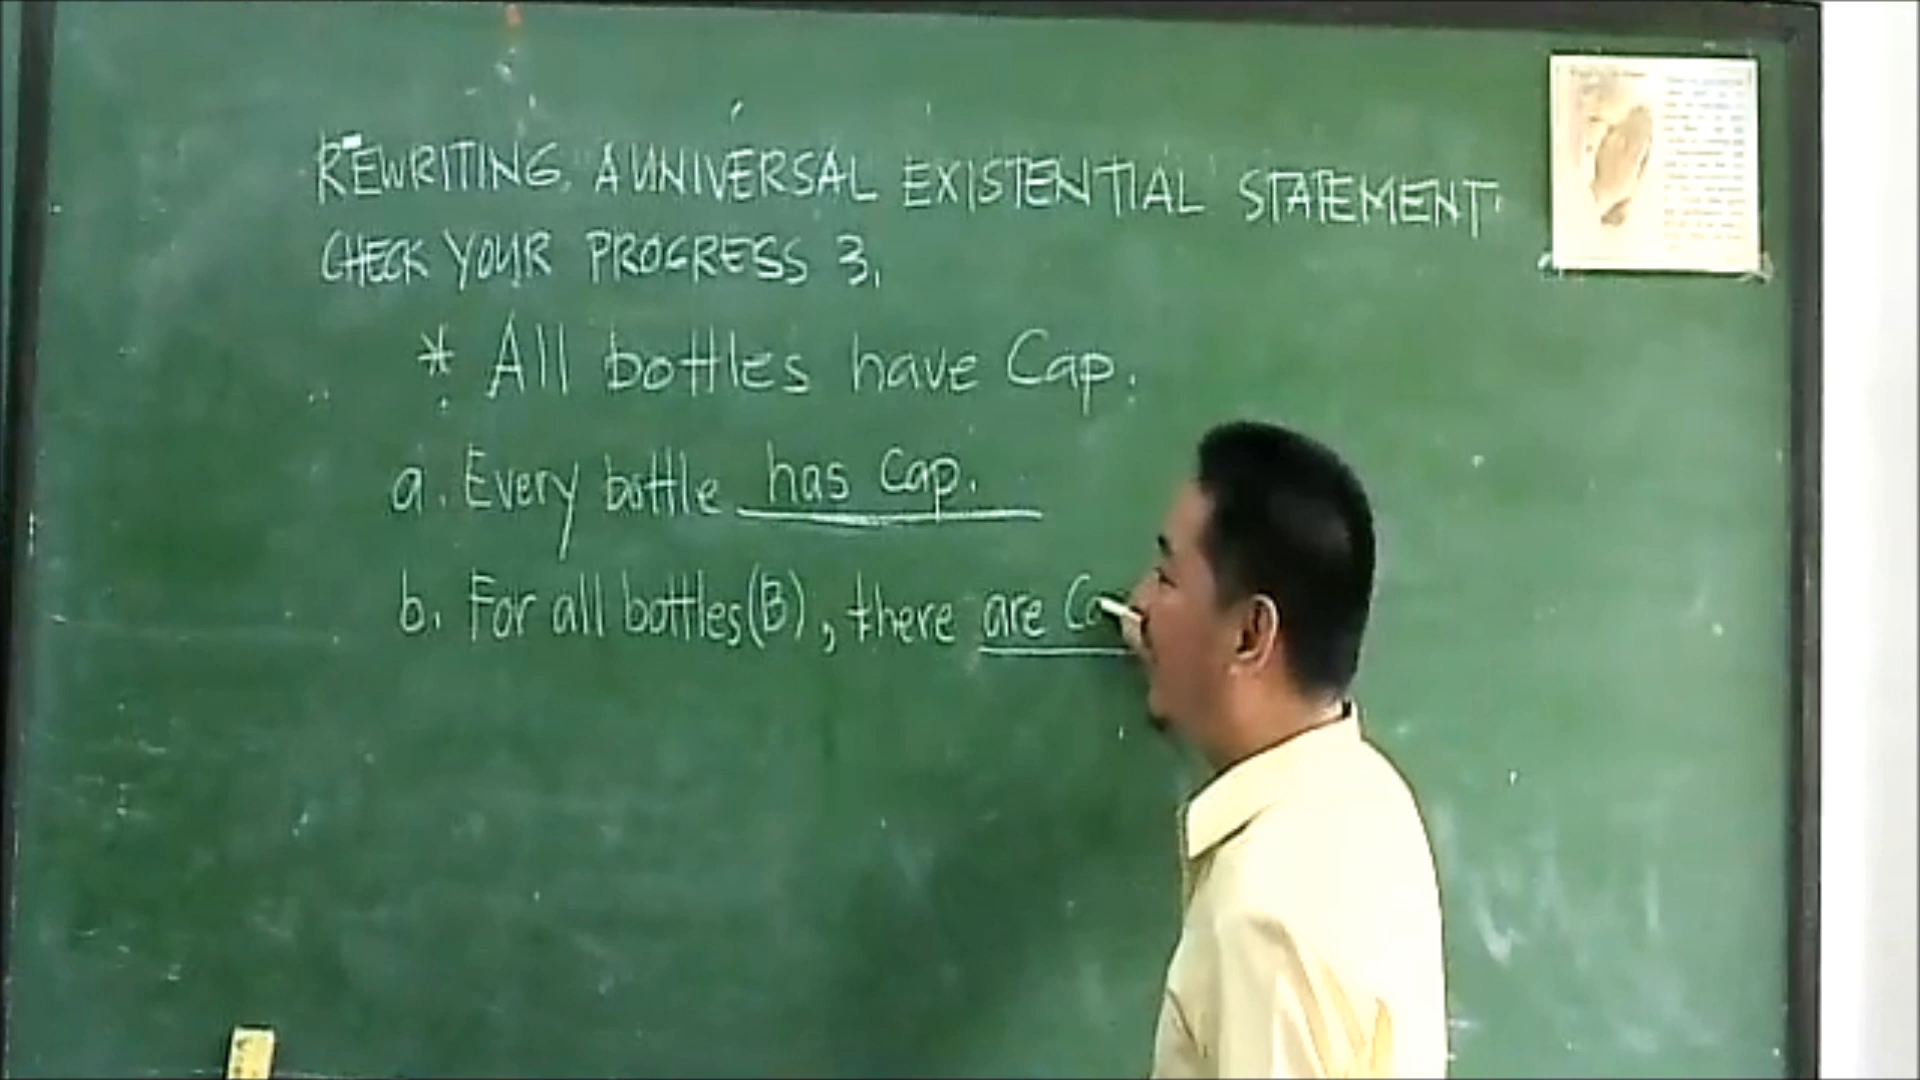 REWRITING A UNIVERSAL EXISTENTIAL STATEMENT
CHECK YOUR PROGRESS 3.
* All bottles have Cap.
a. Every bottle has Cap.
b. For all bottles(B), there are Ca